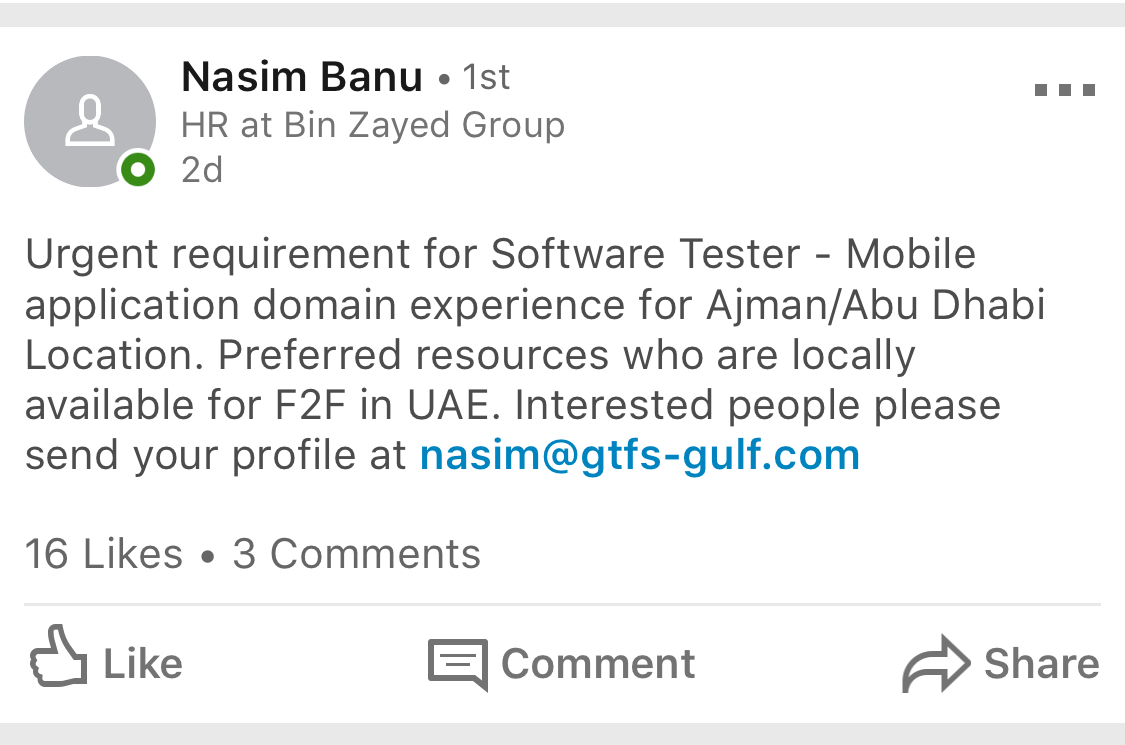 Nasim Banu • 1st
HR at Bin Zayed Group
2d
Urgent requirement for Software Tester - Mobile
application domain experience for Ajman/Abu Dhabi
Location. Preferred resources who are locally
available for F2F in UAE. Interested people please
send your profile at nasim@gtfs-gulf.com
16 Likes • 3 Comments
Like Comment Share